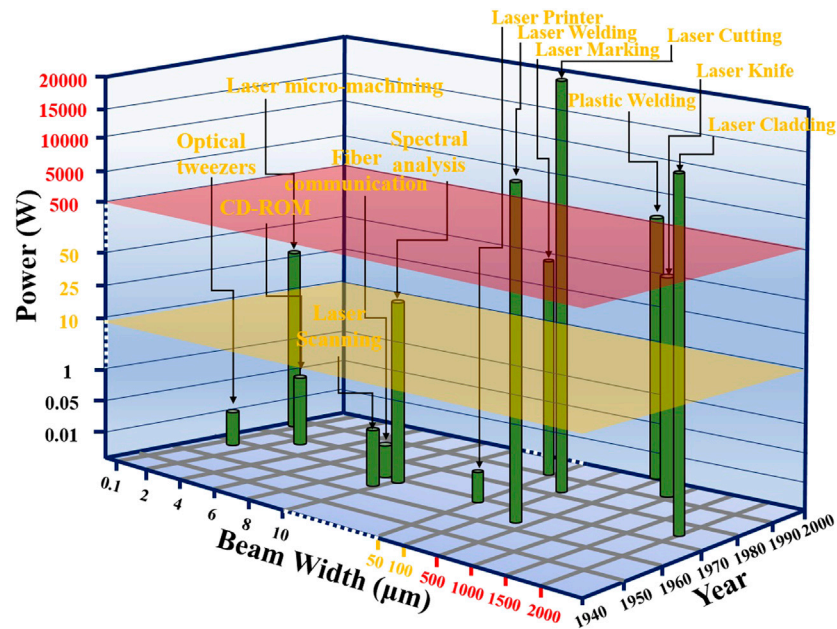 Laser Printer
Laser Welding
Laser Marking
Laser Cutting
Laser Knife
Plastic Welding
Laser Cladding
Laser micro-machining
Optical
tweezers
CD-ROM
Fiber
communication
Spectral
analysis
Laser
Scanning
Power (W)
20000
15000
10000
5000
500
50
25
10
1
0.05
0.01
0.1
2
4
6
8
10
50
100
500
1000
1500
2000
Beam Width (μm)
1940
1950
1960
1970
1980
1990
2000
Year